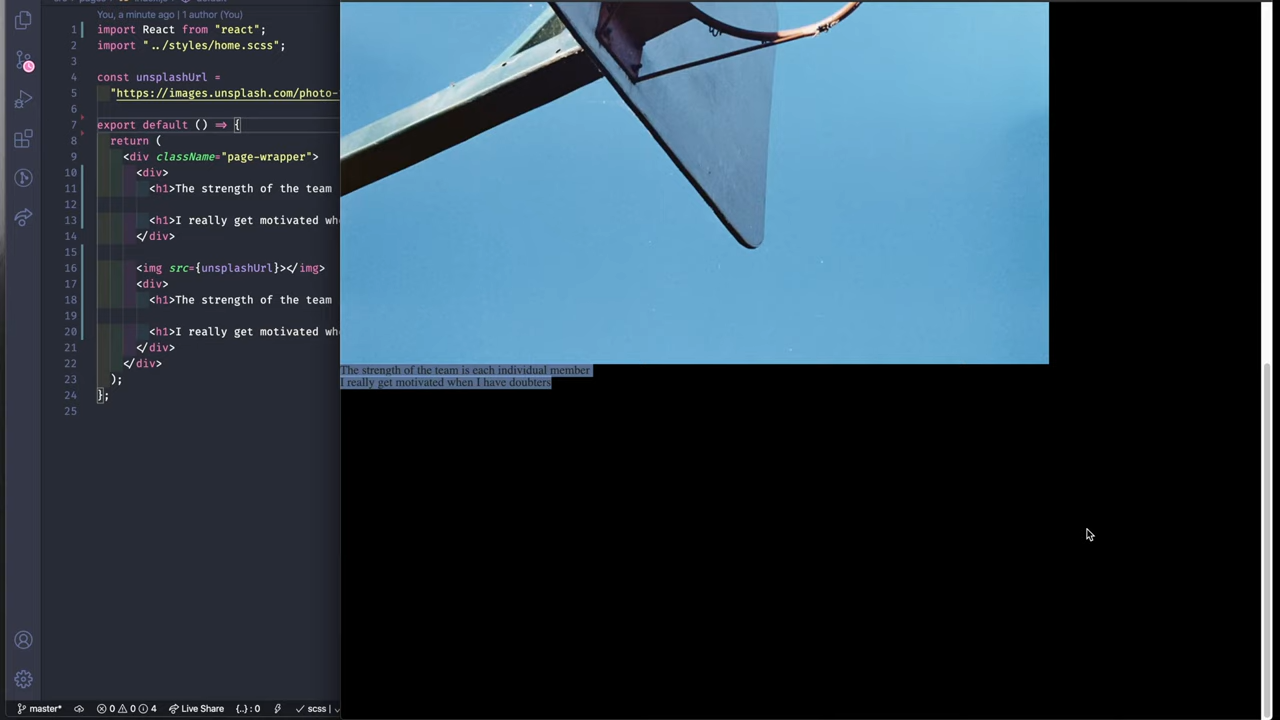 You, a minute ago | 1 author (You)
1 import React from "react";
2 import "../styles/home.scss";
3
4 const unsplashUrl =
5 "https://images.unsplash.com/photo-
6
7 export default () => {
8 return (
9 <div className="page-wrapper">
10 <div>
11 <h1>The strength of the team
12
13 <h1>I really get motivated wh
14 </div>
15
16 <img src={unsplashUrl}></img>
17 <div>
18 <h1>The strength of the team
19
20 <h1>I really get motivated wh
21 </div>
22 </div>
23 );
24 };
25
The strength of the team is each individual member
I really get motivated when I have doubters
master* 0 0 4 Live Share {..} : 0 scss |